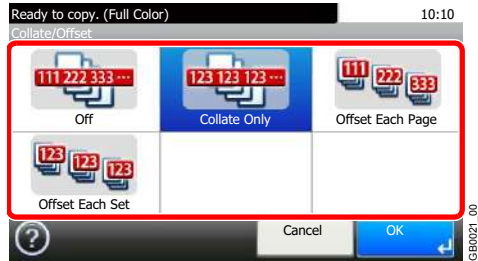 Ready to copy. (Full Color) 10:10
Collate/Offset
111 222 333 ···
123 123 123 ···
111 222 333
Off
Collate Only
Offset Each Page
123 123 123
Offset Each Set
?
Cancel
OK
GB0021_00